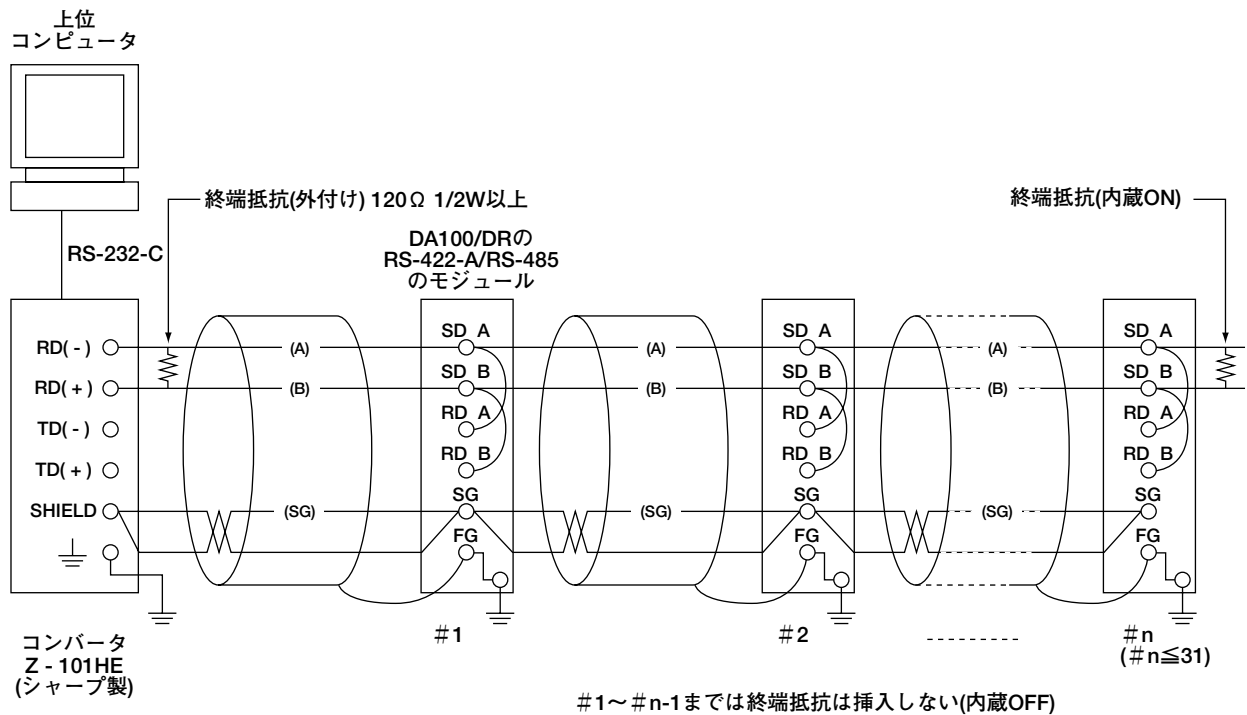 上位
コンピュータ
終端抵抗(外付け) 120Ω 1/2W以上
終端抵抗(内蔵ON)
RS-232-C
DA100/DRの
RS-422-A/RS-485
のモジュール
RD( - )
RD( + )
TD( - )
TD( + )
SHIELD
(A)
(B)
(SG)
SD A
SD B
RD A
RD B
SG
FG
(A)
(B)
(SG)
SD A
SD B
RD A
RD B
SG
FG
(A)
(B)
(SG)
SD A
SD B
RD A
RD B
SG
FG
コンバータ
Z - 101HE
(シャープ製)
#1
#2
#n
(#n≦31)
#1〜#n-1までは終端抵抗は挿入しない(内蔵OFF)